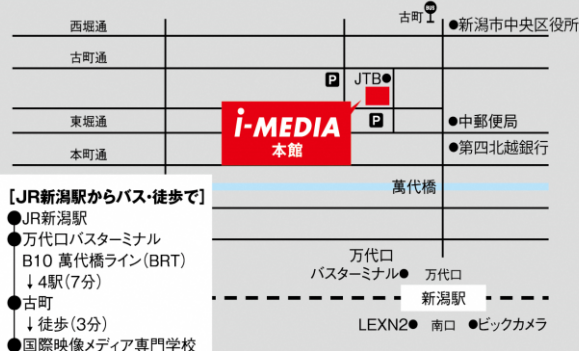 古町 BUS
西堀通
●新潟市中央区役所
古町通
P JTB●
i-MEDIA
本館
P
東堀通
●中郵便局
本町通
●第四北越銀行
萬代橋
[JR新潟駅からバス・徒歩で]
●JR新潟駅
●万代口バスターミナル
B10 萬代橋ライン(BRT)
↓4駅(7分)
●古町
↓徒歩(3分)
●国際映像メディア専門学校
万代口
バスターミナル● 万代口
新潟駅
LEXN2● 南口 ●ビックカメラ